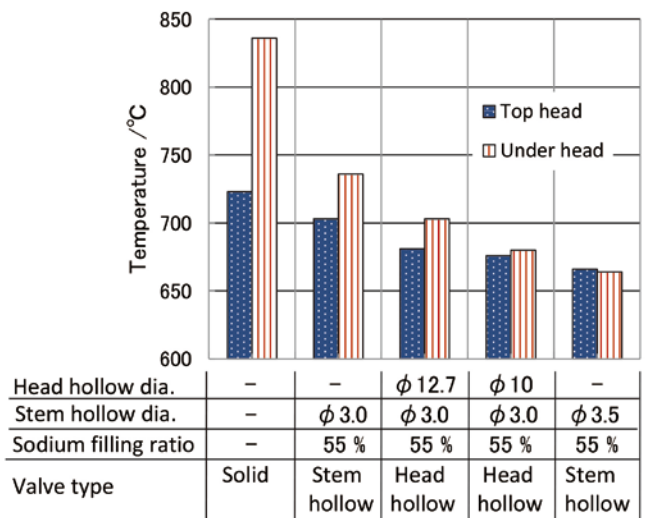 850
800
750
700
650
600
Temperature /℃
Top head
Under head
Head hollow dia. – – φ 12.7 φ 10 –
Stem hollow dia. – φ 3.0 φ 3.0 φ 3.0 φ 3.5
Sodium filling ratio – 55 % 55 % 55 % 55 %
Valve type Solid Stem hollow Head hollow Head hollow Stem hollow